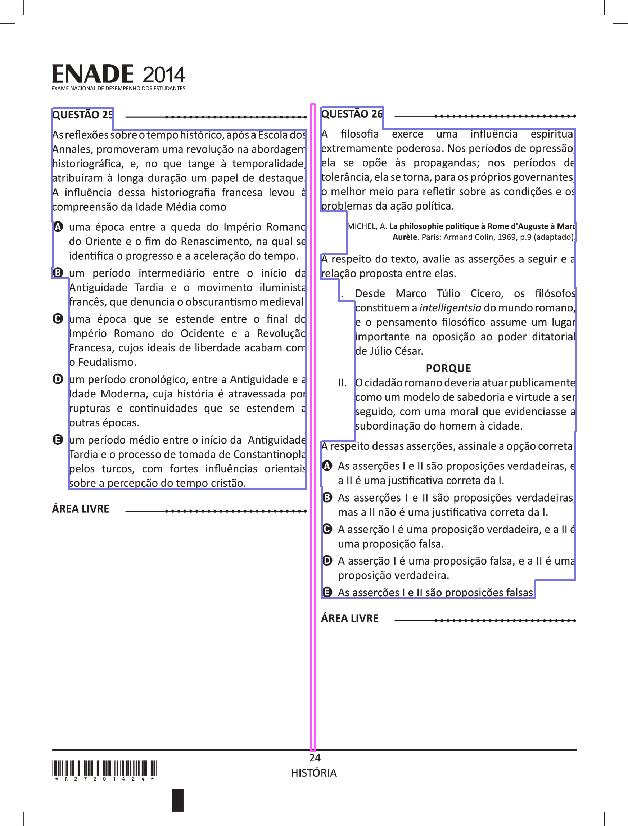 ENADE 2014
EXAME NACIONAL DE DESEMPENHO DOS ESTUDANTES
QUESTÃO 25
As reflexões sobre o tempo histórico, após a Escola dos
Annales, promoveram uma revolução na abordagem
historiográfica, e, no que tange à temporalidade,
atribuíram à longa duração um papel de destaque.
A influência dessa historiografia francesa levou à
compreensão da Idade Média como
A uma época entre a queda do Império Romano
do Oriente e o fim do Renascimento, na qual se
identifica o progresso e a aceleração do tempo.
B um período intermediário entre o início da
Antiguidade Tardia e o movimento iluminista
francês, que denuncia o obscurantismo medieval
C uma época que se estende entre o final do
Império Romano do Ocidente e a Revolução
Francesa, cujos ideais de liberdade acabam com
o Feudalismo.
D um período cronológico, entre a Antiguidade e a
Idade Moderna, cuja história é atravessada por
rupturas e continuidades que se estendem a
outras épocas.
E um período médio entre o início da Antiguidade
Tardia e o processo de tomada de Constantinopla
pelos turcos, com fortes influências orientais
sobre a percepção do tempo cristão.
ÁREA LIVRE
QUESTÃO 26
A filosofia exerce uma influência espiritual
extremamente poderosa. Nos períodos de opressão,
ela se opõe às propagandas; nos períodos de
tolerância, ela se torna, para os próprios governantes,
o melhor meio para refletir sobre as condições e os
problemas da ação política.
MICHEL, A. La philosophie politique à Rome d'Auguste à Marc
Aurèle. Paris: Armand Colin, 1969, p.9 (adaptado).
A respeito do texto, avalie as asserções a seguir e a
relação proposta entre elas.
I. Desde Marco Túlio Cícero, os filósofos
constituem a intelligentsia do mundo romano,
e o pensamento filosófico assume um lugar
importante na oposição ao poder ditatorial
de Júlio César.
PORQUE
II. O cidadão romano deveria atuar publicamente
como um modelo de sabedoria e virtude a ser
seguido, com uma moral que evidenciasse a
subordinação do homem à cidade.
A respeito dessas asserções, assinale a opção correta.
A As asserções I e II são proposições verdadeiras, e
a II é uma justificativa correta da I.
B As asserções I e II são proposições verdadeiras,
mas a II não é uma justificativa correta da I.
C A asserção I é uma proposição verdadeira, e a II é
uma proposição falsa.
D A asserção I é uma proposição falsa, e a II é uma
proposição verdadeira.
E As asserções I e II são proposições falsas.
ÁREA LIVRE
24
HISTÓRIA
*R27201424*